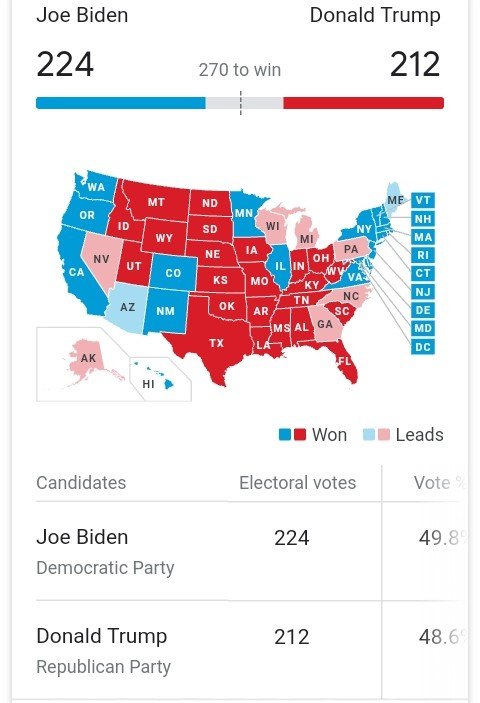 Joe Biden Donald Trump
224 270 to win 212
WA
MT ND MN ME VT
OR ID SD WI NH
WY MI NY MA
NE IA PA RI
NV UT CO IL IN OH CT
CA KS MO WV VA NJ
KY DE
AZ NM OK AR TN NC MD
SC DC
MS AL GA
TX LA
AK FL
HI
Won Leads
Candidates Electoral votes Vote %
Joe Biden 224 49.8%
Democratic Party
Donald Trump 212 48.6%
Republican Party